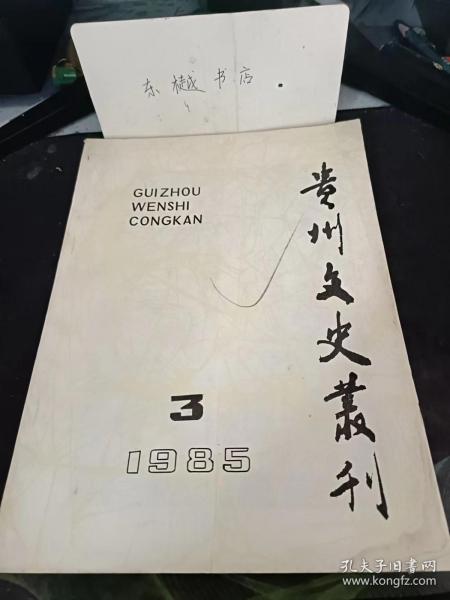 东樾书店
GUIZHOU
WENSHI
CONGKAN
贵州文史叢刊
3
1985
孔夫子旧书网
www.kongfz.com